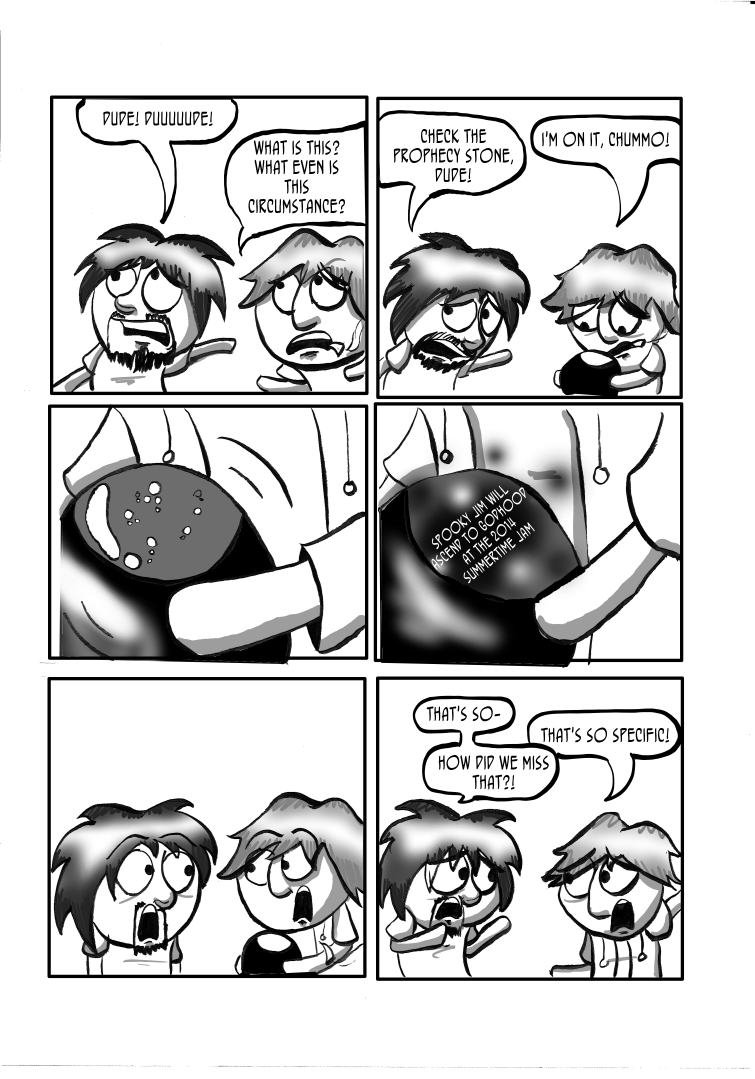 DUDE! DUUUUUDE!
WHAT IS THIS?
WHAT EVEN IS
THIS
CIRCUMSTANCE?
CHECK THE
PROPHECY STONE,
DUDE!
I'M ON IT, CHUMMO!
SPOOKY JIM WILL
ASCEND TO GODHOOD
AT THE 2014
SUMMERTIME JAM
THAT'S SO-
HOW DID WE MISS
THAT?!
THAT'S SO SPECIFIC!